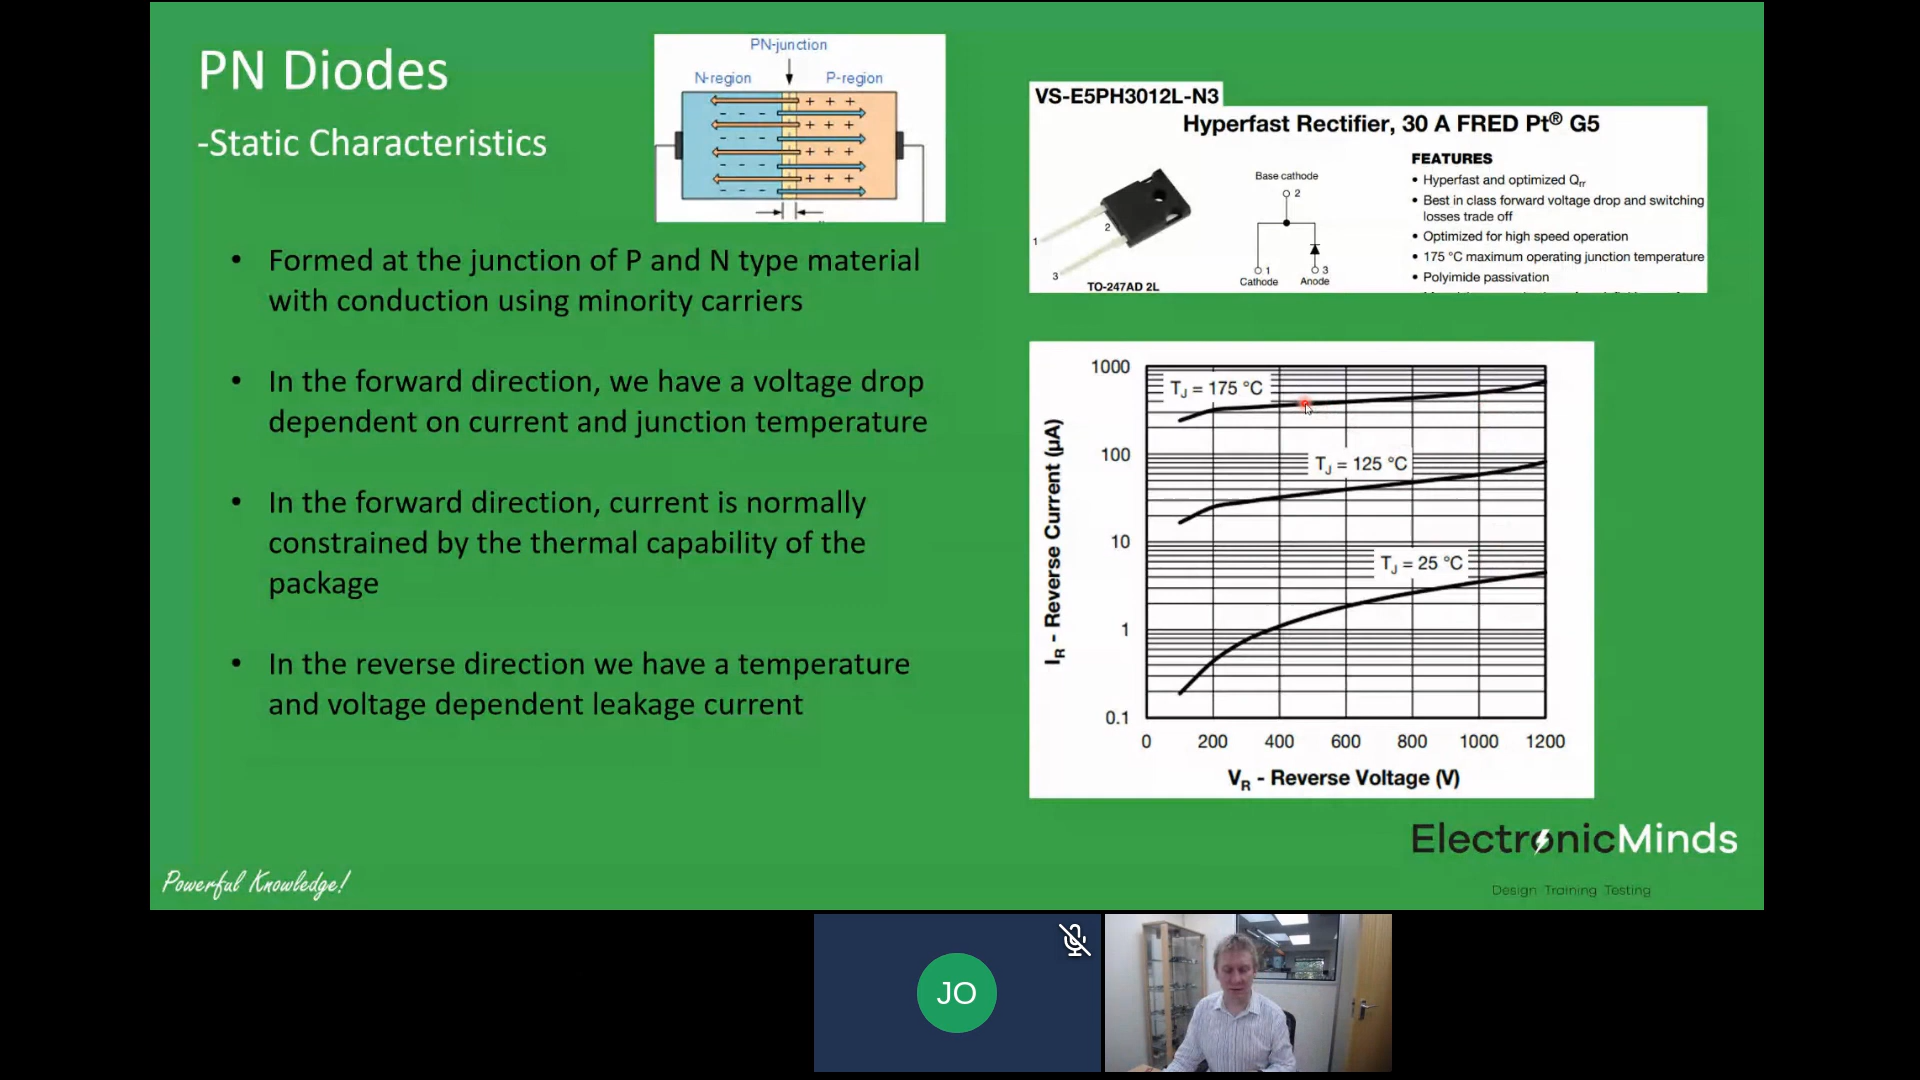 PN Diodes
-Static Characteristics
PN-junction
N-region
P-region
• Formed at the junction of P and N type material
with conduction using minority carriers
• In the forward direction, we have a voltage drop
dependent on current and junction temperature
• In the forward direction, current is normally
constrained by the thermal capability of the
package
• In the reverse direction we have a temperature
and voltage dependent leakage current
VS-E5PH3012L-N3
Hyperfast Rectifier, 30 A FRED Pt® G5
1
2
3
TO-247AD 2L
Base cathode
2
1
3
Cathode
Anode
FEATURES
• Hyperfast and optimized Qrr
• Best in class forward voltage drop and switching
losses trade off
• Optimized for high speed operation
• 175 °C maximum operating junction temperature
• Polyimide passivation
IR - Reverse Current (µA)
1000
100
10
1
0.1
TJ = 175 °C
TJ = 125 °C
TJ = 25 °C
0 200 400 600 800 1000 1200
VR - Reverse Voltage (V)
ElectronicMinds
Design Training Testing
Powerful Knowledge!
JO